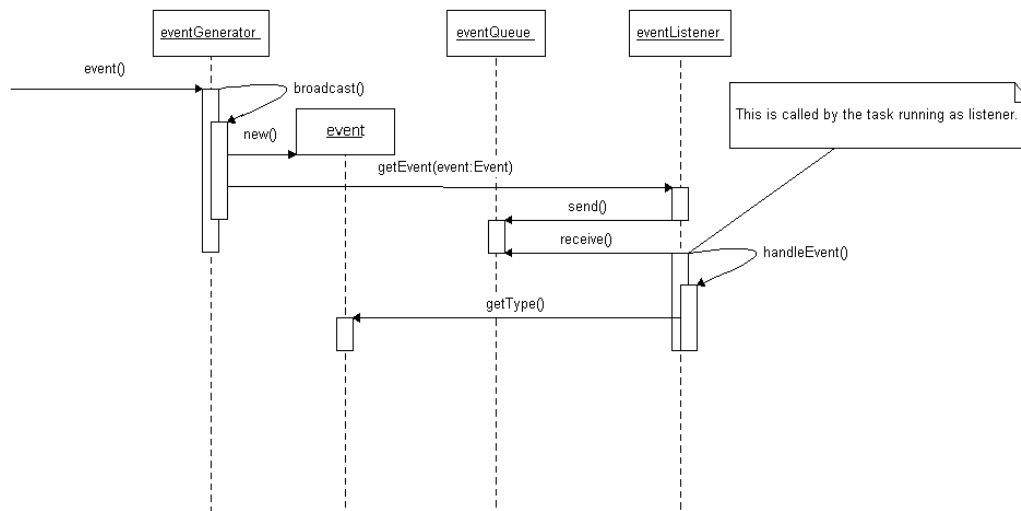 eventGenerator
eventQueue
eventListener
event()
broadcast()
This is called by the task running as listener.
new()
event
getEvent(event:Event)
send()
receive()
handleEvent()
getType()